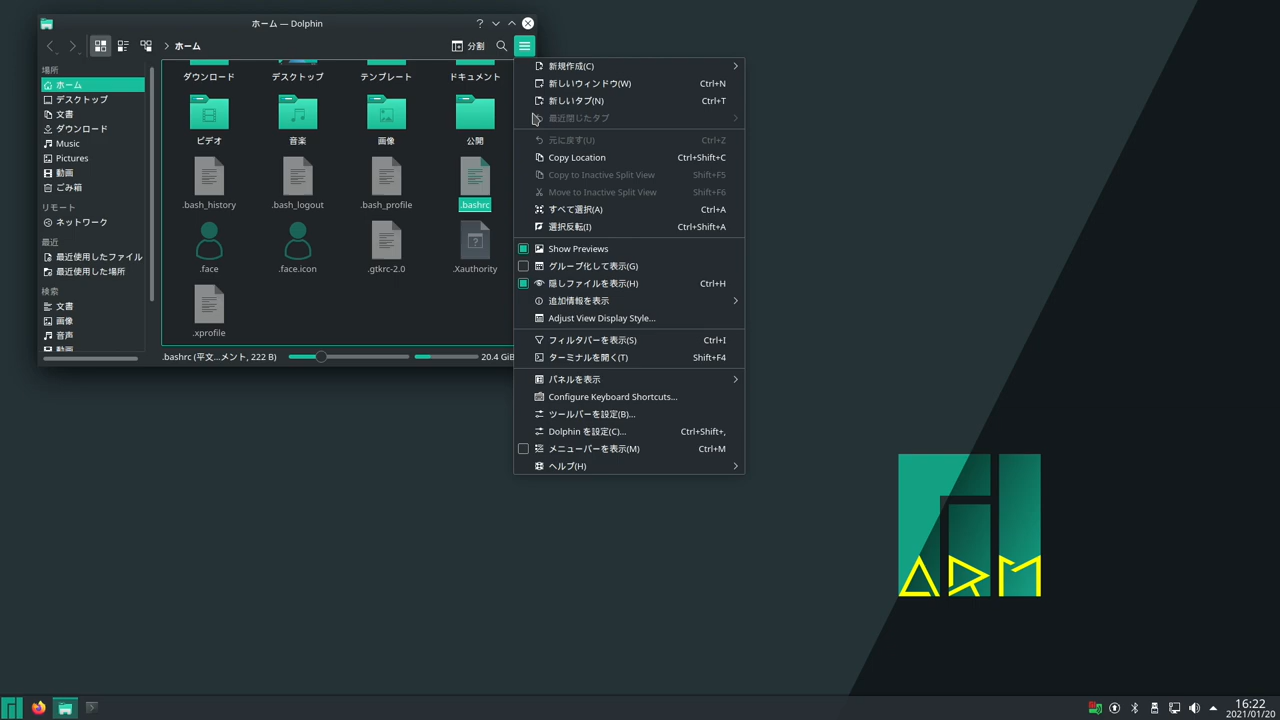 ホーム — Dolphin
ホーム
分割
場所
ホーム
デスクトップ
文書
ダウンロード
Music
Pictures
動画
ごみ箱
リモート
ネットワーク
最近
最近使用したファイル
最近使用した場所
検索
文書
画像
音声
動画
ダウンロード
デスクトップ
テンプレート
ドキュメント
ビデオ
音楽
画像
公開
.bash_history
.bash_logout
.bash_profile
.bashrc
.face
.face.icon
.gtkrc-2.0
.Xauthority
.xprofile
.bashrc (平文...メント, 222 B)
20.4 GiB
新規作成(C)
新しいウィンドウ(W) Ctrl+N
新しいタブ(N) Ctrl+T
最近閉じたタブ
元に戻す(U) Ctrl+Z
Copy Location Ctrl+Shift+C
Copy to Inactive Split View Shift+F5
Move to Inactive Split View Shift+F6
すべて選択(A) Ctrl+A
選択反転(I) Ctrl+Shift+A
Show Previews
グループ化して表示(G)
隠しファイルを表示(H) Ctrl+H
追加情報を表示
Adjust View Display Style...
フィルタバーを表示(S) Ctrl+I
ターミナルを開く(T) Shift+F4
パネルを表示
Configure Keyboard Shortcuts...
ツールバーを設定(B)...
Dolphin を設定(C)... Ctrl+Shift+,
メニューバーを表示(M) Ctrl+M
ヘルプ(H)
ARM
16:22
2021/01/20